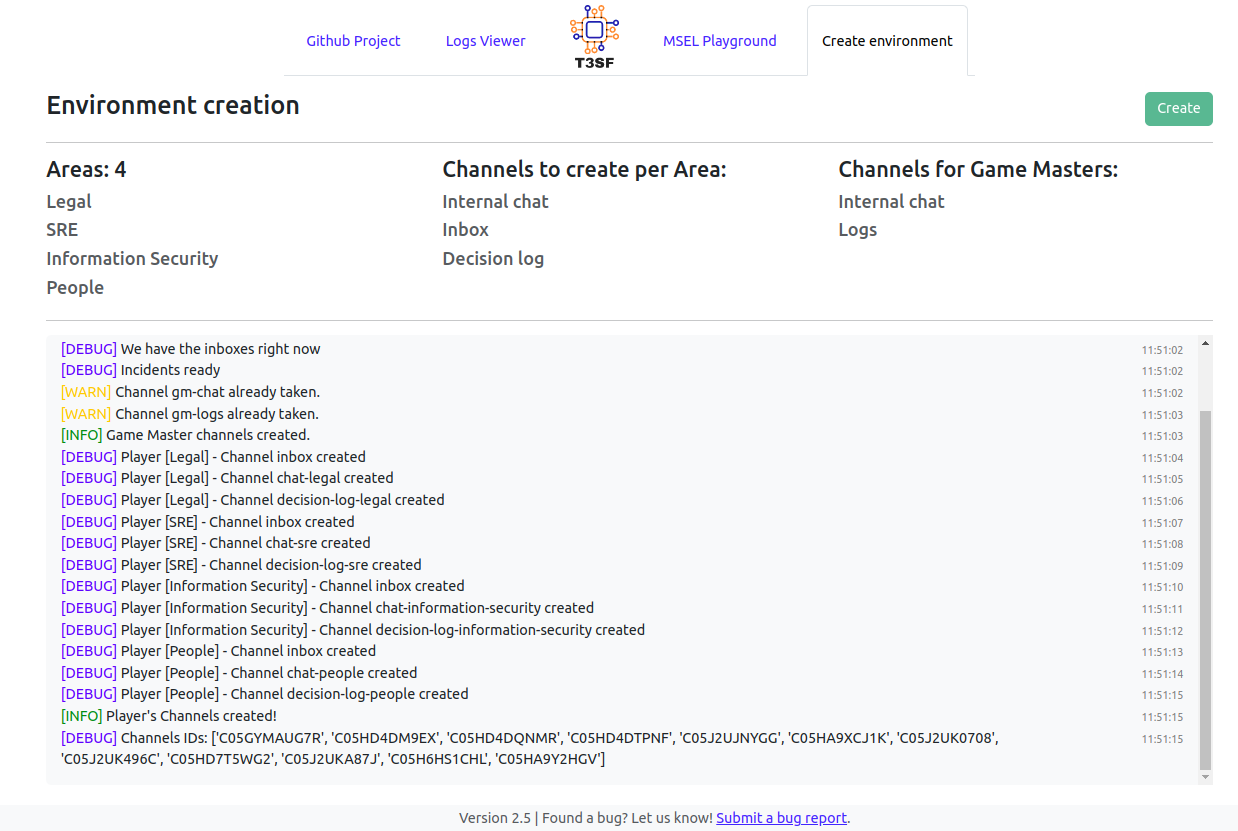 Github Project
Logs Viewer
T3SF
MSEL Playground
Create environment
Environment creation
Create
Areas: 4
Legal
SRE
Information Security
People
Channels to create per Area:
Internal chat
Inbox
Decision log
Channels for Game Masters:
Internal chat
Logs
[DEBUG] We have the inboxes right now 11:51:02
[DEBUG] Incidents ready 11:51:02
[WARN] Channel gm-chat already taken. 11:51:02
[WARN] Channel gm-logs already taken. 11:51:03
[INFO] Game Master channels created. 11:51:03
[DEBUG] Player [Legal] - Channel inbox created 11:51:04
[DEBUG] Player [Legal] - Channel chat-legal created 11:51:05
[DEBUG] Player [Legal] - Channel decision-log-legal created 11:51:06
[DEBUG] Player [SRE] - Channel inbox created 11:51:07
[DEBUG] Player [SRE] - Channel chat-sre created 11:51:08
[DEBUG] Player [SRE] - Channel decision-log-sre created 11:51:09
[DEBUG] Player [Information Security] - Channel inbox created 11:51:10
[DEBUG] Player [Information Security] - Channel chat-information-security created 11:51:11
[DEBUG] Player [Information Security] - Channel decision-log-information-security created 11:51:12
[DEBUG] Player [People] - Channel inbox created 11:51:13
[DEBUG] Player [People] - Channel chat-people created 11:51:14
[DEBUG] Player [People] - Channel decision-log-people created 11:51:15
[INFO] Player's Channels created! 11:51:15
[DEBUG] Channels IDs: ['C05GYMAUG7R', 'C05HD4DM9EX', 'C05HD4DQNMR', 'C05HD4DTPNF', 'C05J2UJNYGG', 'C05HA9XCJ1K', 'C05J2UK0708', 11:51:15
'C05J2UK496C', 'C05HD7T5WG2', 'C05J2UKA87J', 'C05H6HS1CHL', 'C05HA9Y2HGV']
Version 2.5 | Found a bug? Let us know! Submit a bug report.